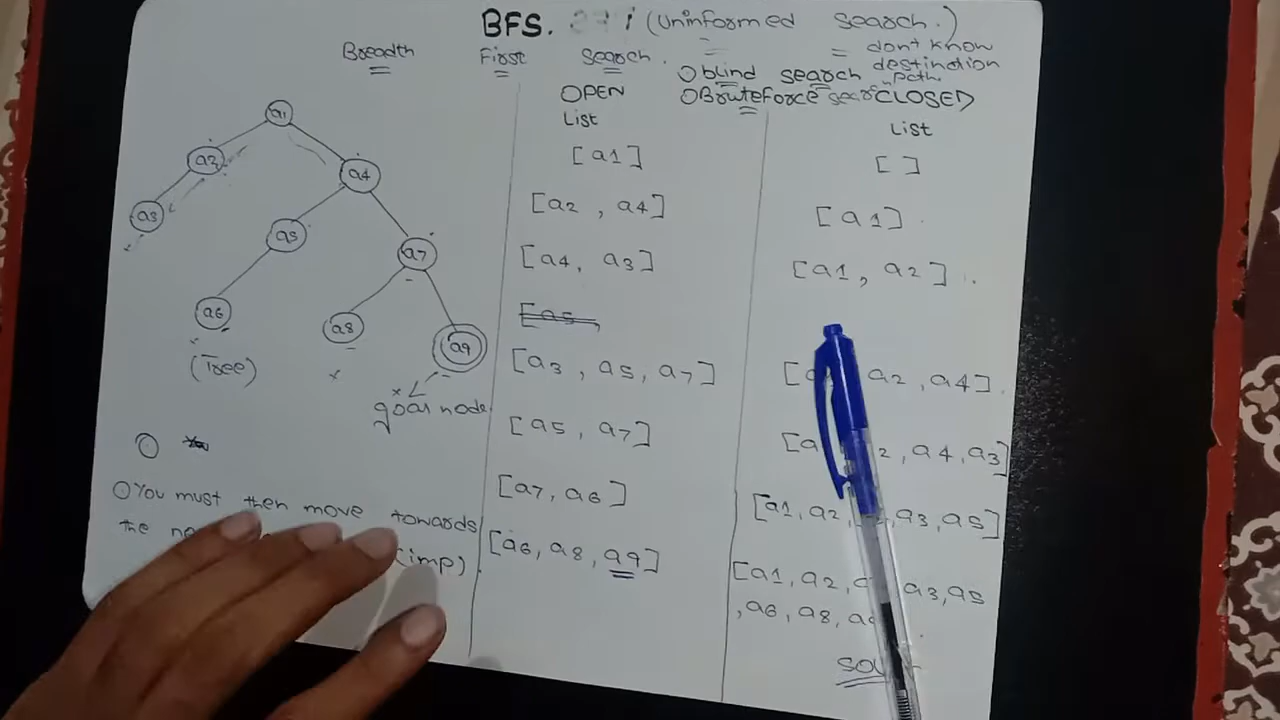 BFS. (Uninformed search.)
Breadth First Search.
= don't know
destination
path
O blind search
O Bruteforce search
OPEN
List
CLOSED
List
a1
a2
a4
a3
a5
a7
a6
a8
a9
(Tree)
goal node
[a1]
[ ]
[a2, a4]
[a1]
[a4, a3]
[a1, a2]
[a5,
[a3, a5, a7]
a2, a4]
[a5, a7]
a4, a3]
[a7, a6]
[a1, a2, a3, a5]
[a6, a8, a9]
[a1, a2, a3, a5
, a6, a8,
O You must then move towards
the
(imp)